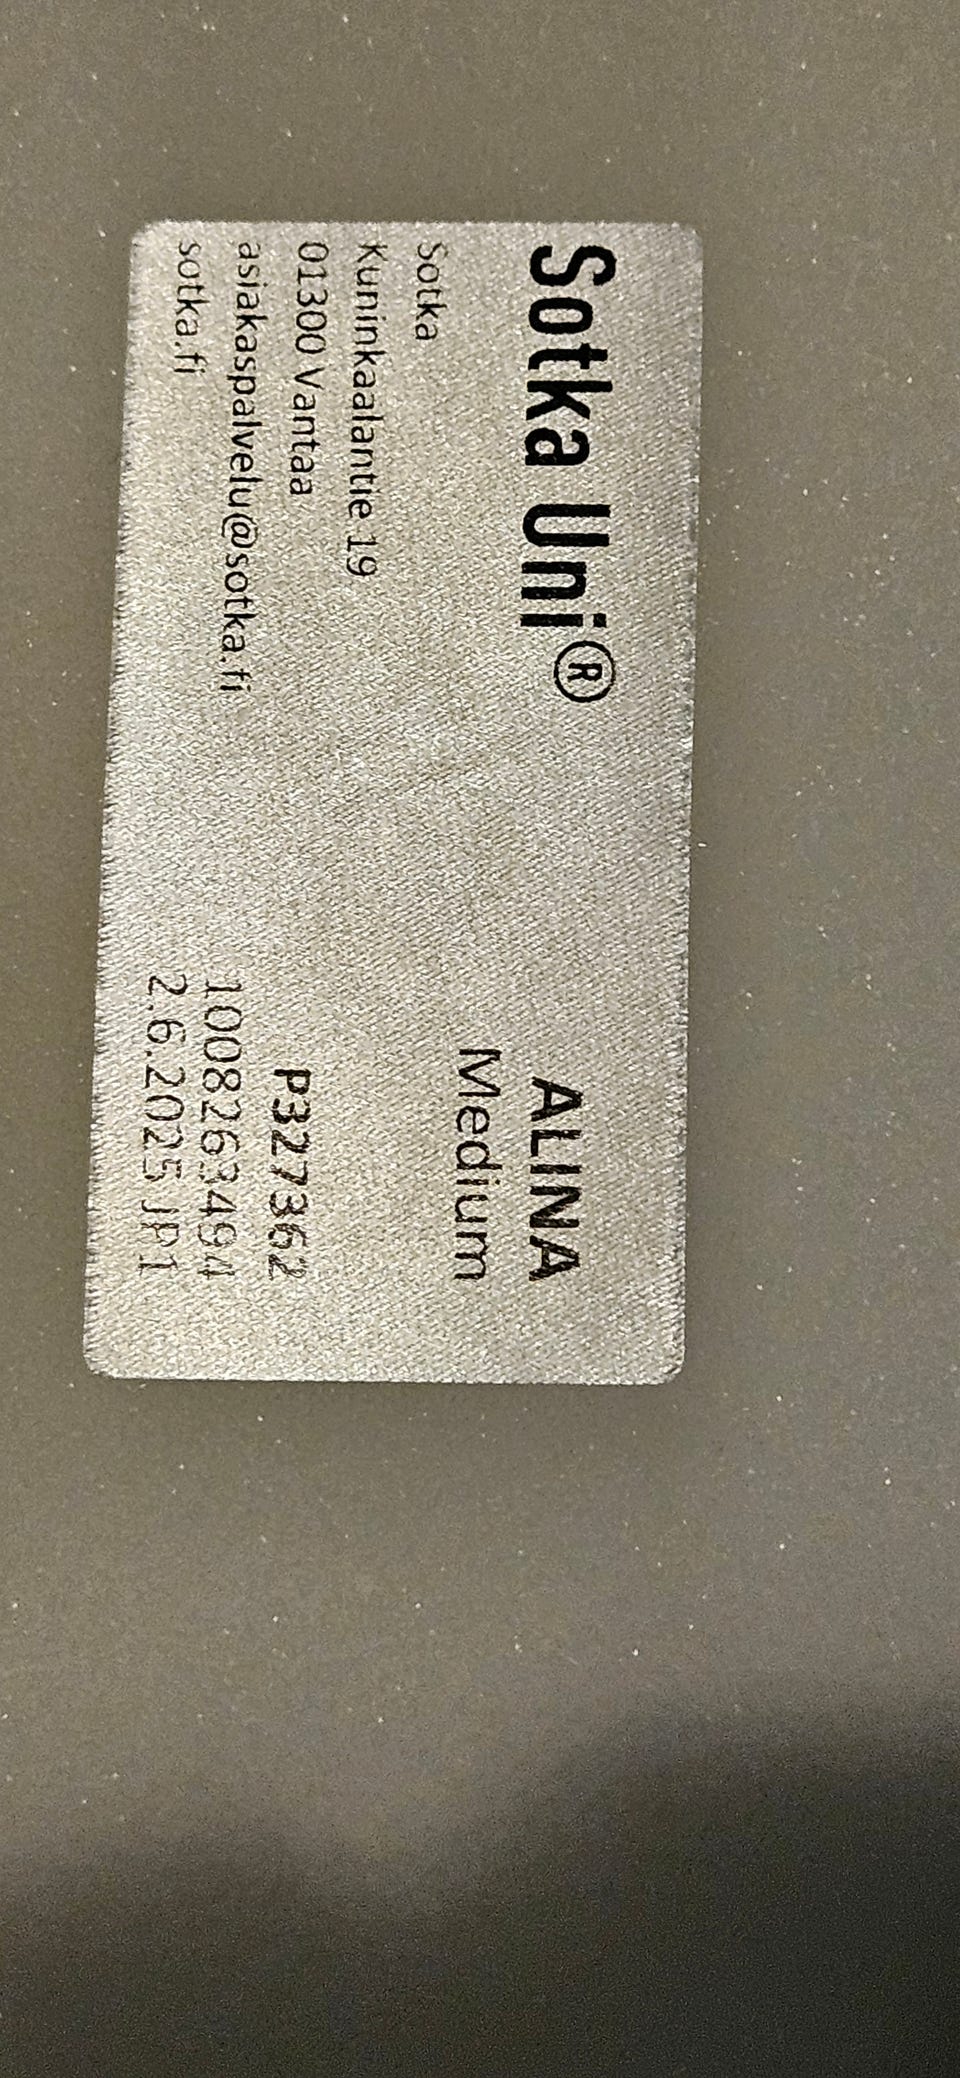 Sotka Uni®
ALINA
Medium
Sotka
Kuninkaalantie 19
01300 Vantaa
asiakaspalvelu@sotka.fi
sotka.fi
P327362
1008263494
2.6.2025 JP1